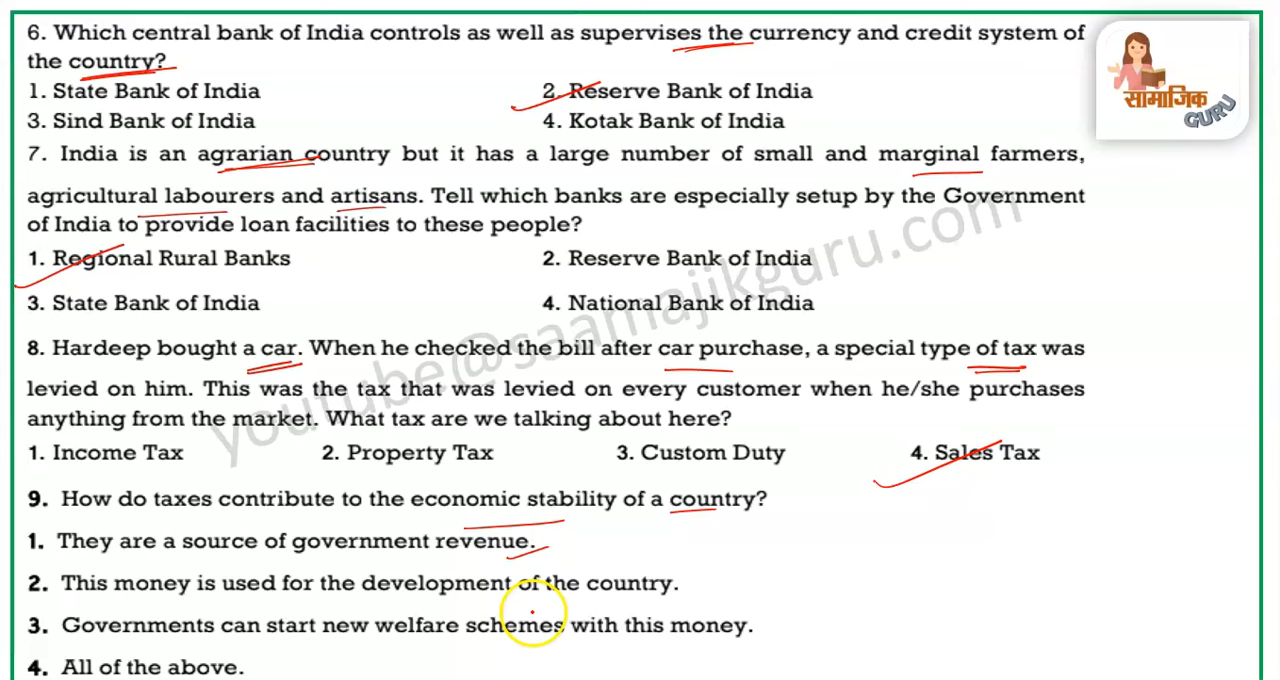 6. Which central bank of India controls as well as supervises the currency and credit system of
the country?
1. State Bank of India 2. Reserve Bank of India
3. Sind Bank of India 4. Kotak Bank of India
7. India is an agrarian country but it has a large number of small and marginal farmers,
agricultural labourers and artisans. Tell which banks are especially setup by the Government
of India to provide loan facilities to these people?
1. Regional Rural Banks 2. Reserve Bank of India
3. State Bank of India 4. National Bank of India
8. Hardeep bought a car. When he checked the bill after car purchase, a special type of tax was
levied on him. This was the tax that was levied on every customer when he/she purchases
anything from the market. What tax are we talking about here?
1. Income Tax 2. Property Tax 3. Custom Duty 4. Sales Tax
9. How do taxes contribute to the economic stability of a country?
1. They are a source of government revenue.
2. This money is used for the development of the country.
3. Governments can start new welfare schemes with this money.
4. All of the above.
सामाजिक
GURU
youtube@saamajikguru.com